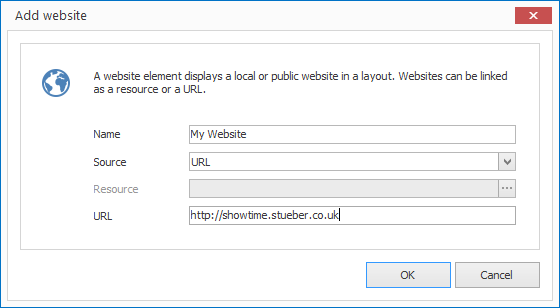 Add website
A website element displays a local or public website in a layout. Websites can be linked
as a resource or a URL.
Name My Website
Source URL
Resource ...
URL http://showtime.stueber.co.uk
OK Cancel